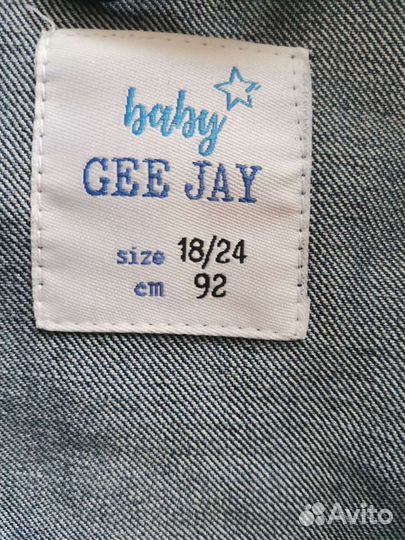 baby
GEE JAY
size 18/24
cm 92
Avito